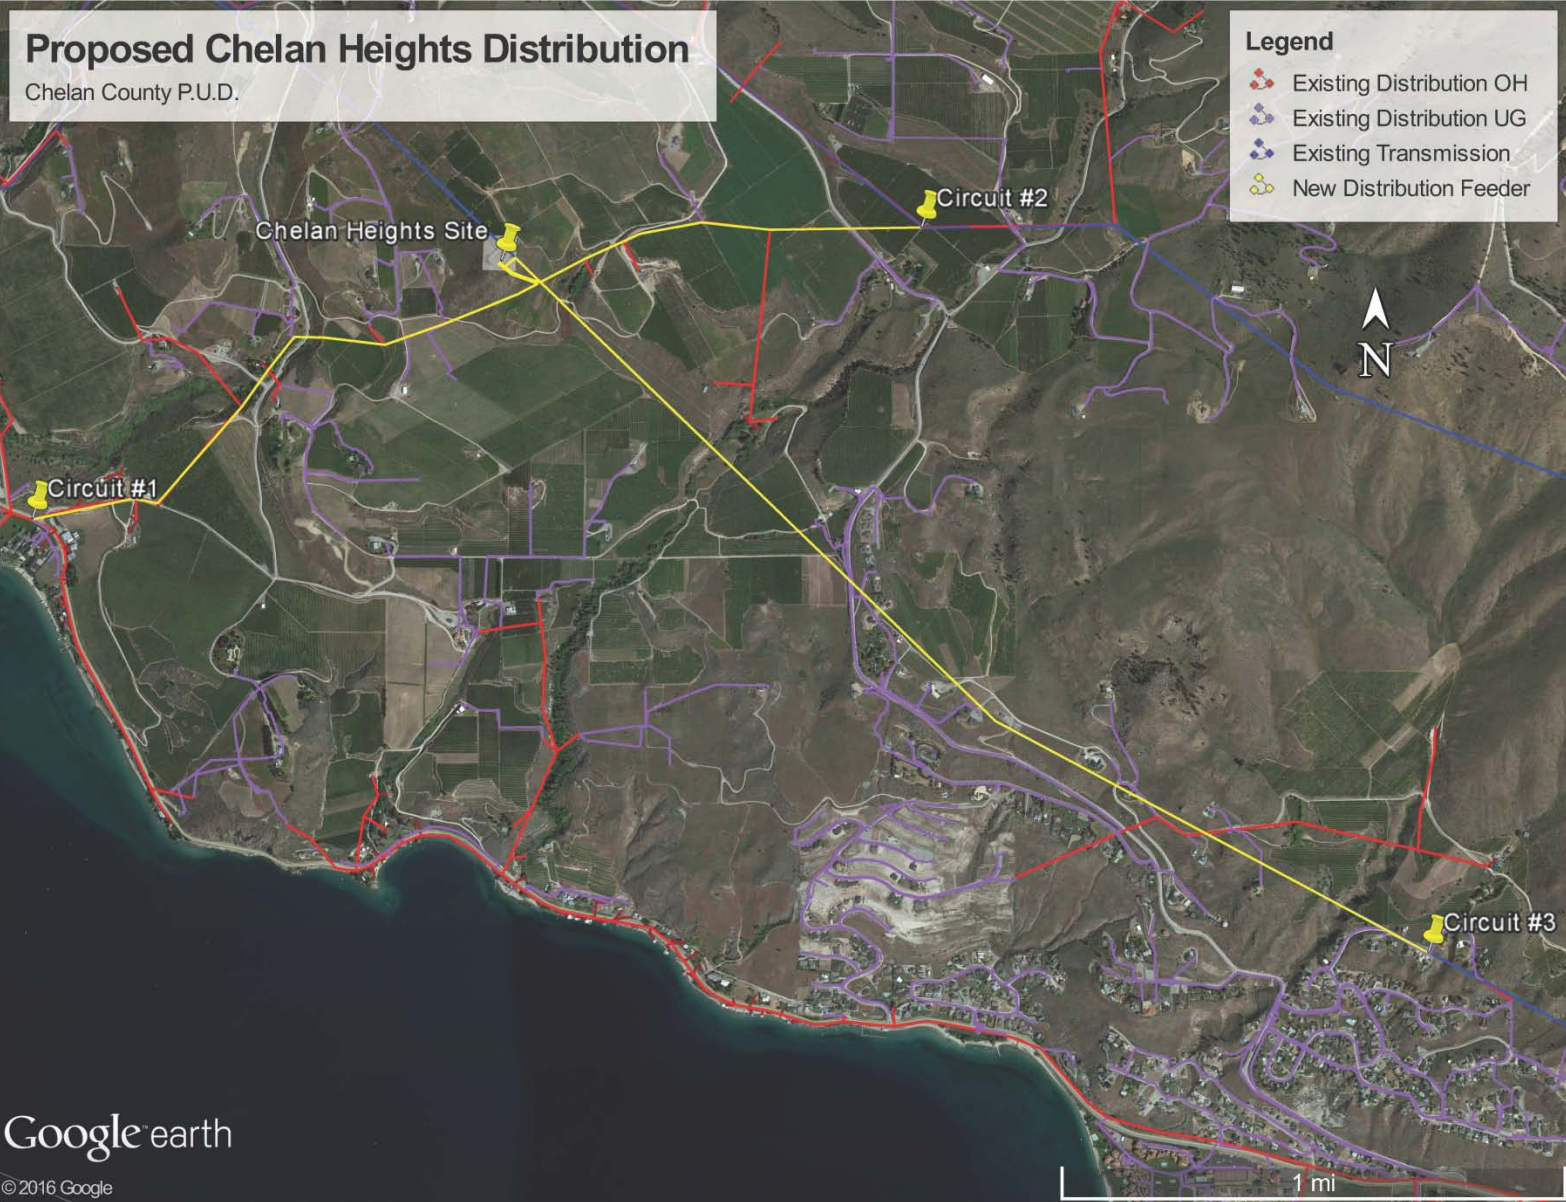 Proposed Chelan Heights Distribution
Chelan County P.U.D.
Legend
Existing Distribution OH
Existing Distribution UG
Existing Transmission
New Distribution Feeder
Circuit #2
Chelan Heights Site
N
Circuit #1
Circuit #3
Google earth
© 2016 Google
1 mi